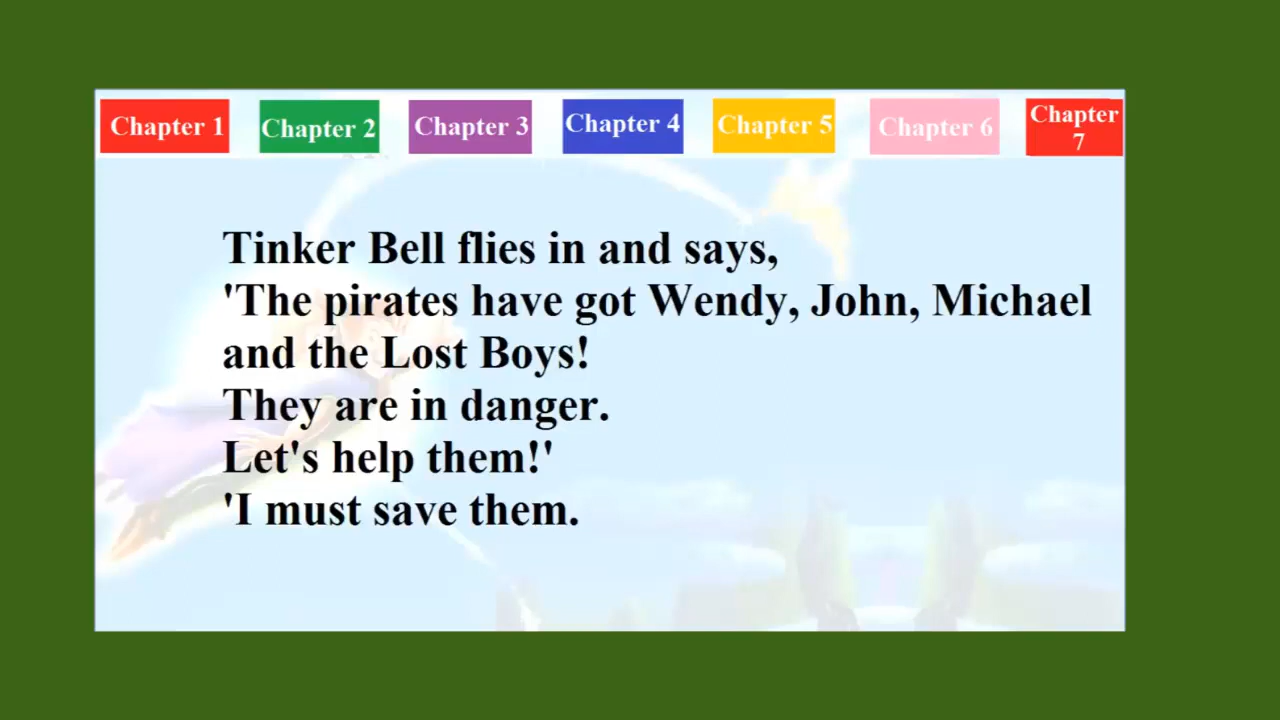 Chapter 1
Chapter 2
Chapter 3
Chapter 4
Chapter 5
Chapter 6
Chapter
7
Tinker Bell flies in and says,
'The pirates have got Wendy, John, Michael
and the Lost Boys!
They are in danger.
Let's help them!'
'I must save them.